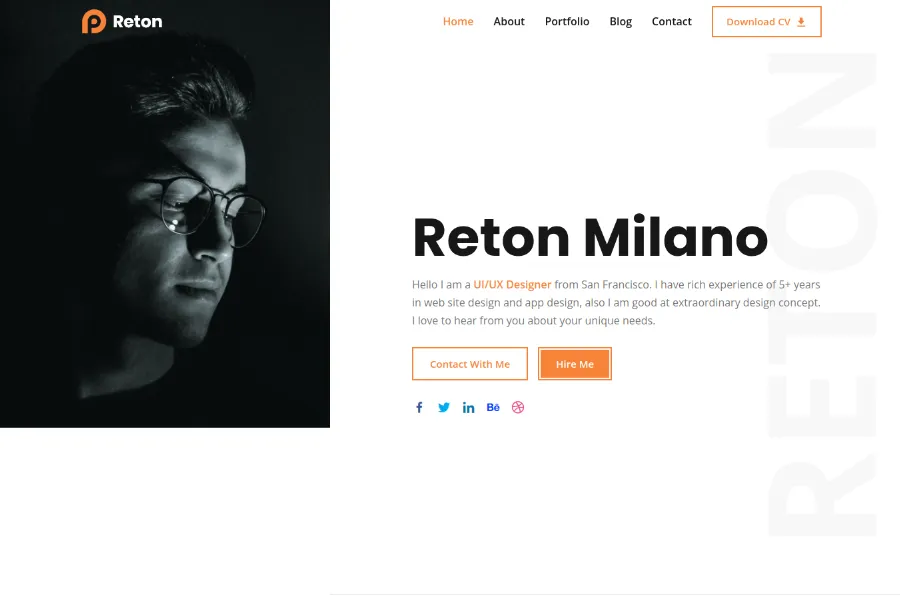 Reton
Home About Portfolio Blog Contact Download CV
RETON
Reton Milano
Hello I am a UI/UX Designer from San Francisco. I have rich experience of 5+ years
in web site design and app design, also I am good at extraordinary design concept.
I love to hear from you about your unique needs.
Contact With Me Hire Me
Bē